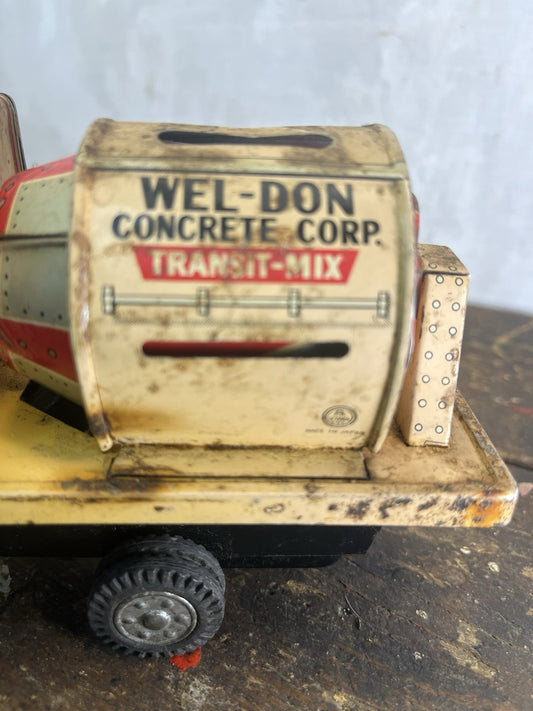 WEL-DON
CONCRETE CORP.
TRANSIT-MIX
MADE IN JAPAN